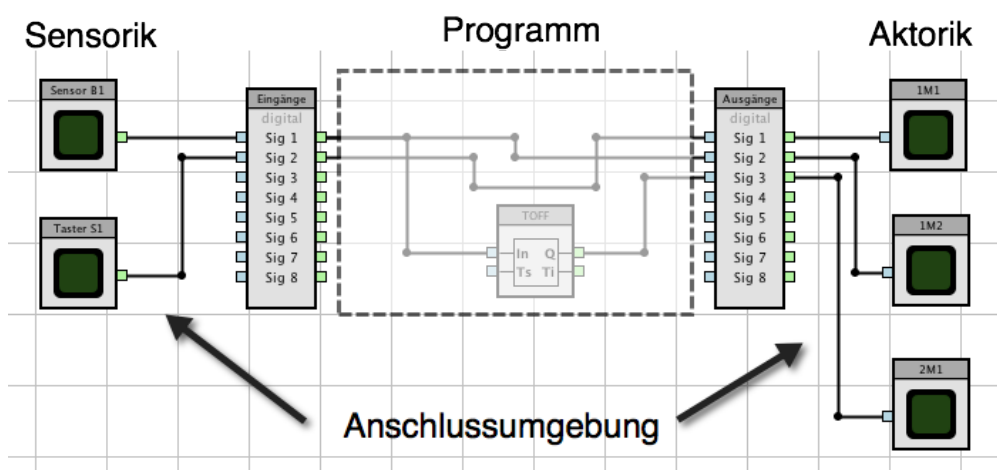 Sensorik
Programm
Aktorik
Sensor B1
Taster S1
Eingänge
digital
Sig 1
Sig 2
Sig 3
Sig 4
Sig 5
Sig 6
Sig 7
Sig 8
TOFF
In Q
Ts Ti
Ausgänge
digital
Sig 1
Sig 2
Sig 3
Sig 4
Sig 5
Sig 6
Sig 7
Sig 8
1M1
1M2
2M1
Anschlussumgebung